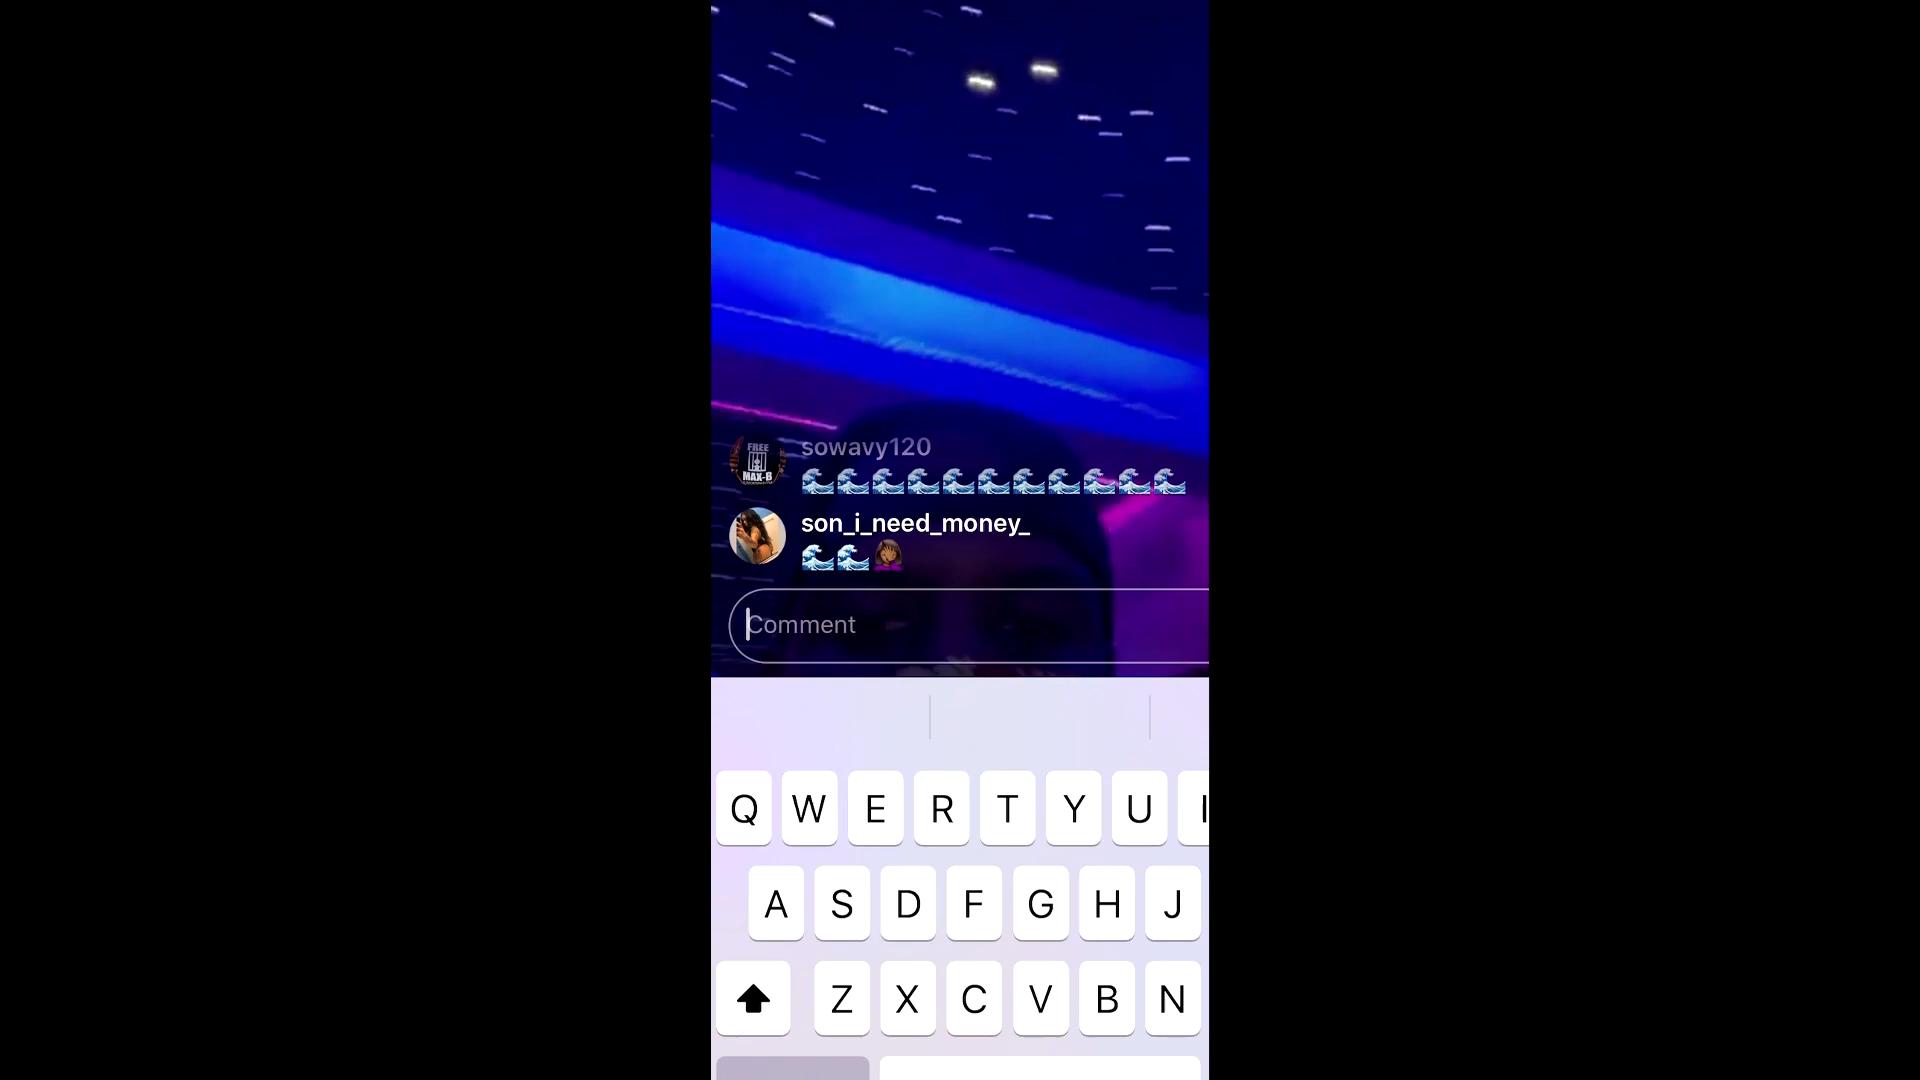 FREE
MAX-B
sowavy120
🌊🌊🌊🌊🌊🌊🌊🌊🌊🌊🌊
son_i_need_money_
🌊🌊🤦🏾‍♀️
Comment
Q W E R T Y U I
A S D F G H J
Z X C V B N